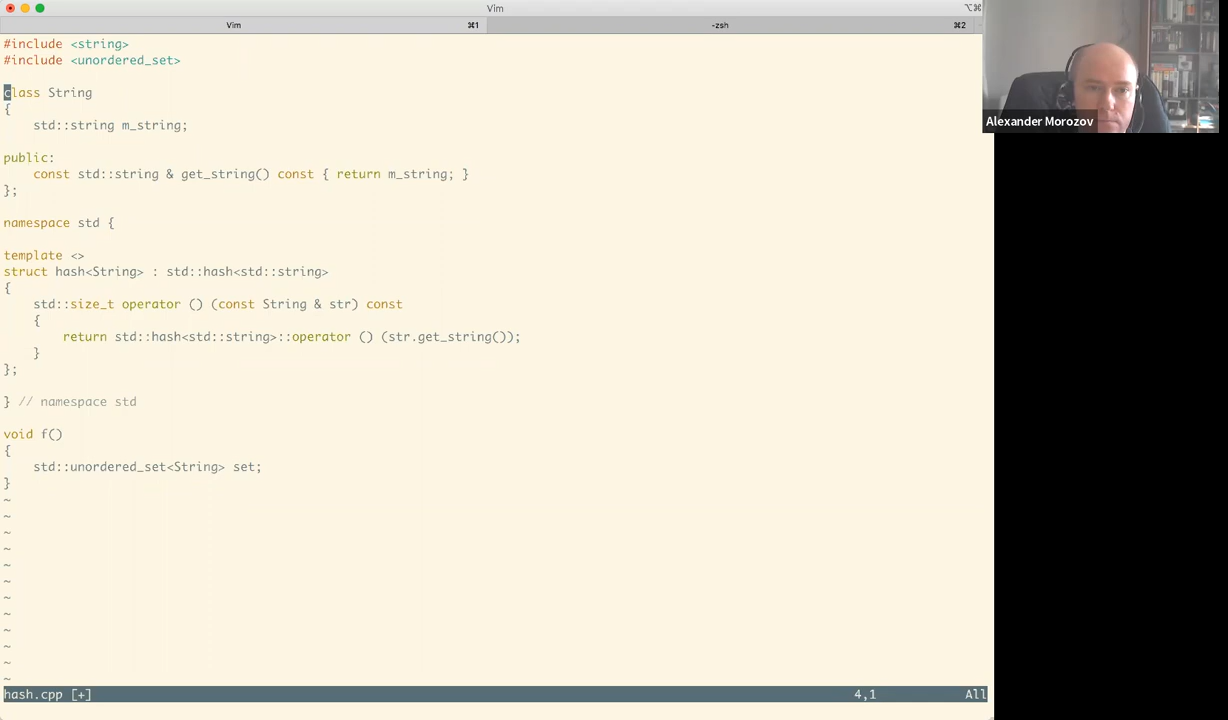 Vim
⌥⌘
Vim ⌘1 -zsh ⌘2
#include <string>
#include <unordered_set>
class String
{
    std::string m_string;
public:
    const std::string & get_string() const { return m_string; }
};
namespace std {
template <>
struct hash<String> : std::hash<std::string>
{
    std::size_t operator () (const String & str) const
    {
        return std::hash<std::string>::operator () (str.get_string());
    }
};
} // namespace std
void f()
{
    std::unordered_set<String> set;
}
~
~
~
~
~
~
~
~
~
~
~
~
hash.cpp [+] 4,1 All
Alexander Morozov